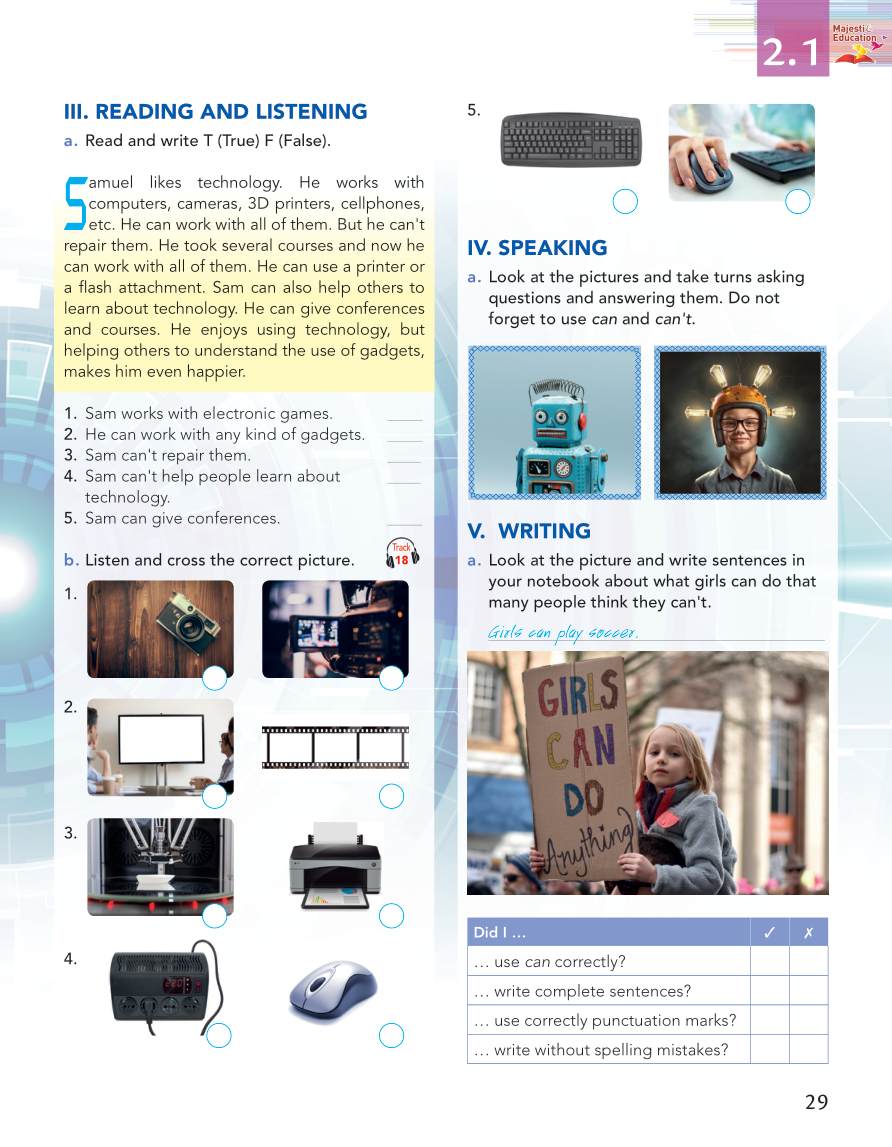 2.1
Majesti
Education
III. READING AND LISTENING
a. Read and write T (True) F (False).
Samuel likes technology. He works with
computers, cameras, 3D printers, cellphones,
etc. He can work with all of them. But he can't
repair them. He took several courses and now he
can work with all of them. He can use a printer or
a flash attachment. Sam can also help others to
learn about technology. He can give conferences
and courses. He enjoys using technology, but
helping others to understand the use of gadgets,
makes him even happier.
1. Sam works with electronic games.
2. He can work with any kind of gadgets.
3. Sam can't repair them.
4. Sam can't help people learn about
technology.
5. Sam can give conferences.
b. Listen and cross the correct picture.
Track
18
1.
2.
3.
4.
5.
IV. SPEAKING
a. Look at the pictures and take turns asking
questions and answering them. Do not
forget to use can and can't.
V. WRITING
a. Look at the picture and write sentences in
your notebook about what girls can do that
many people think they can't.
Girls can play soccer.
GIRLS
CAN
DO
Anything
Did I ... ✓ ✗
... use can correctly?
... write complete sentences?
... use correctly punctuation marks?
... write without spelling mistakes?
29